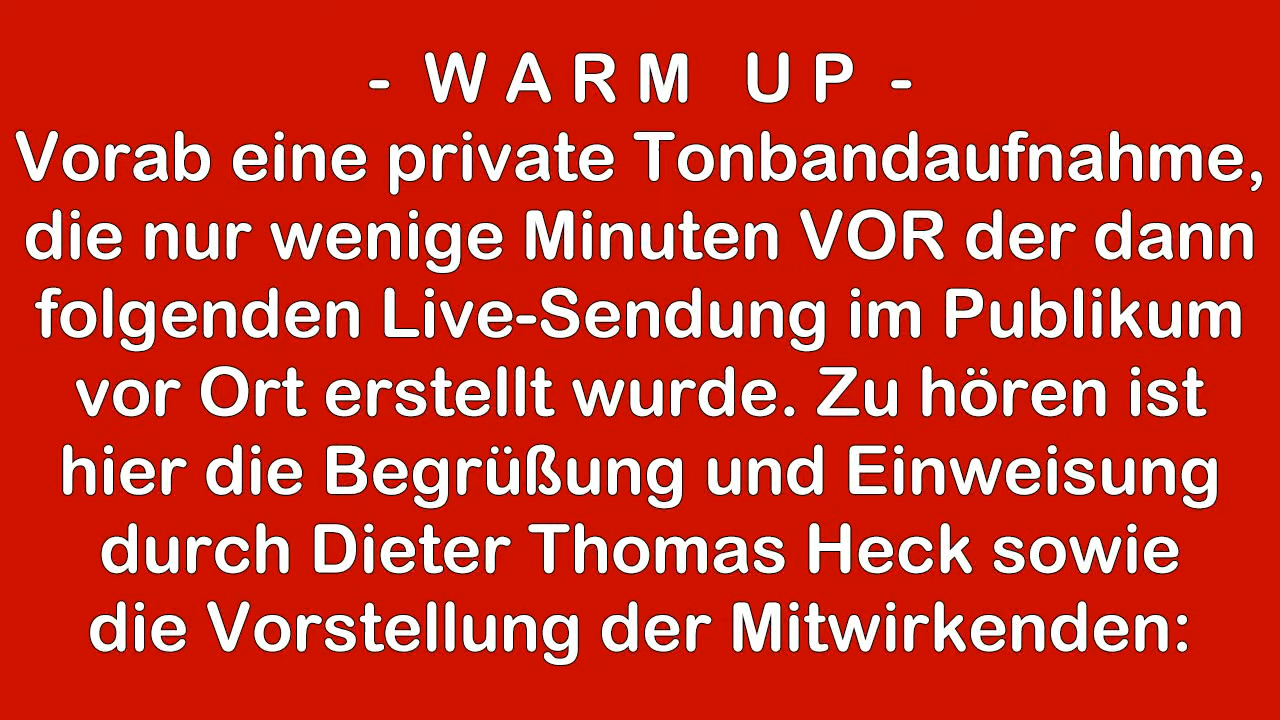 - W A R M   U P -
Vorab eine private Tonbandaufnahme,
die nur wenige Minuten VOR der dann
folgenden Live-Sendung im Publikum
vor Ort erstellt wurde. Zu hören ist
hier die Begrüßung und Einweisung
durch Dieter Thomas Heck sowie
die Vorstellung der Mitwirkenden: